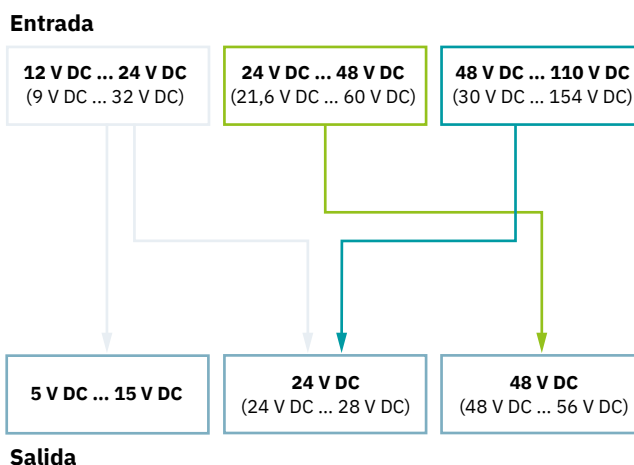 Entrada
12 V DC ... 24 V DC
(9 V DC ... 32 V DC)
24 V DC ... 48 V DC
(21,6 V DC ... 60 V DC)
48 V DC ... 110 V DC
(30 V DC ... 154 V DC)
5 V DC ... 15 V DC
24 V DC
(24 V DC ... 28 V DC)
48 V DC
(48 V DC ... 56 V DC)
Salida